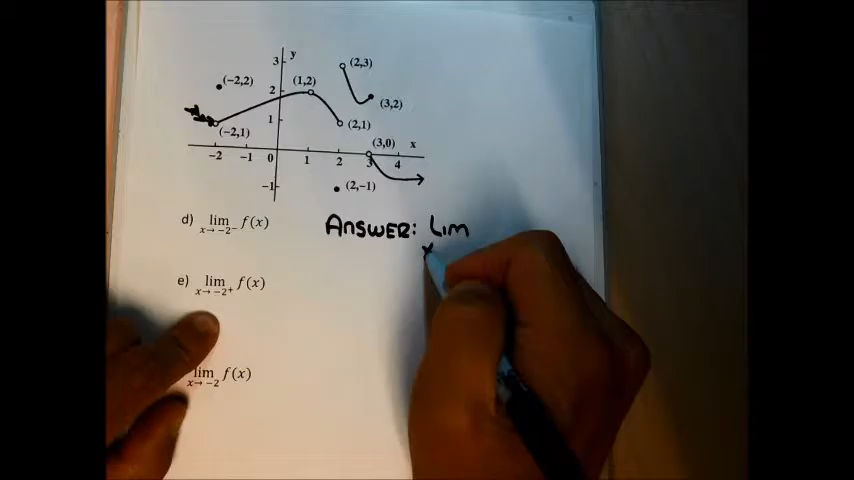 y
3
(2,3)
(-2,2)
(1,2)
2
(3,2)
1
(2,1)
(-2,1)
(3,0)
x
-2 -1 0 1 2 3 4
-1
(2,-1)
d) lim f(x)
x→-2⁻
ANSWER: LIM
x
e) lim f(x)
x→-2⁺
lim f(x)
x→-2